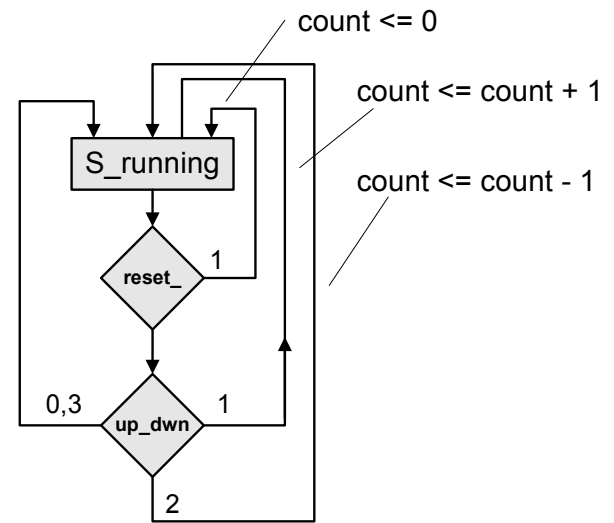 count <= 0
count <= count + 1
count <= count - 1
S_running
reset_
1
0,3
up_dwn
1
2